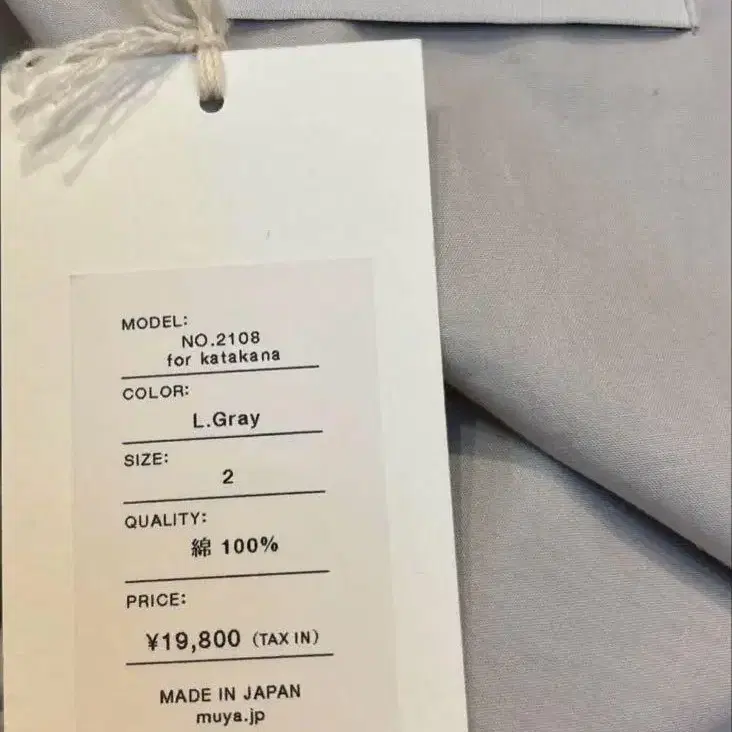 MODEL:
NO.2108
for katakana
COLOR:
L.Gray
SIZE:
2
QUALITY:
綿 100%
PRICE:
¥19,800 (TAX IN)
MADE IN JAPAN
muya.jp